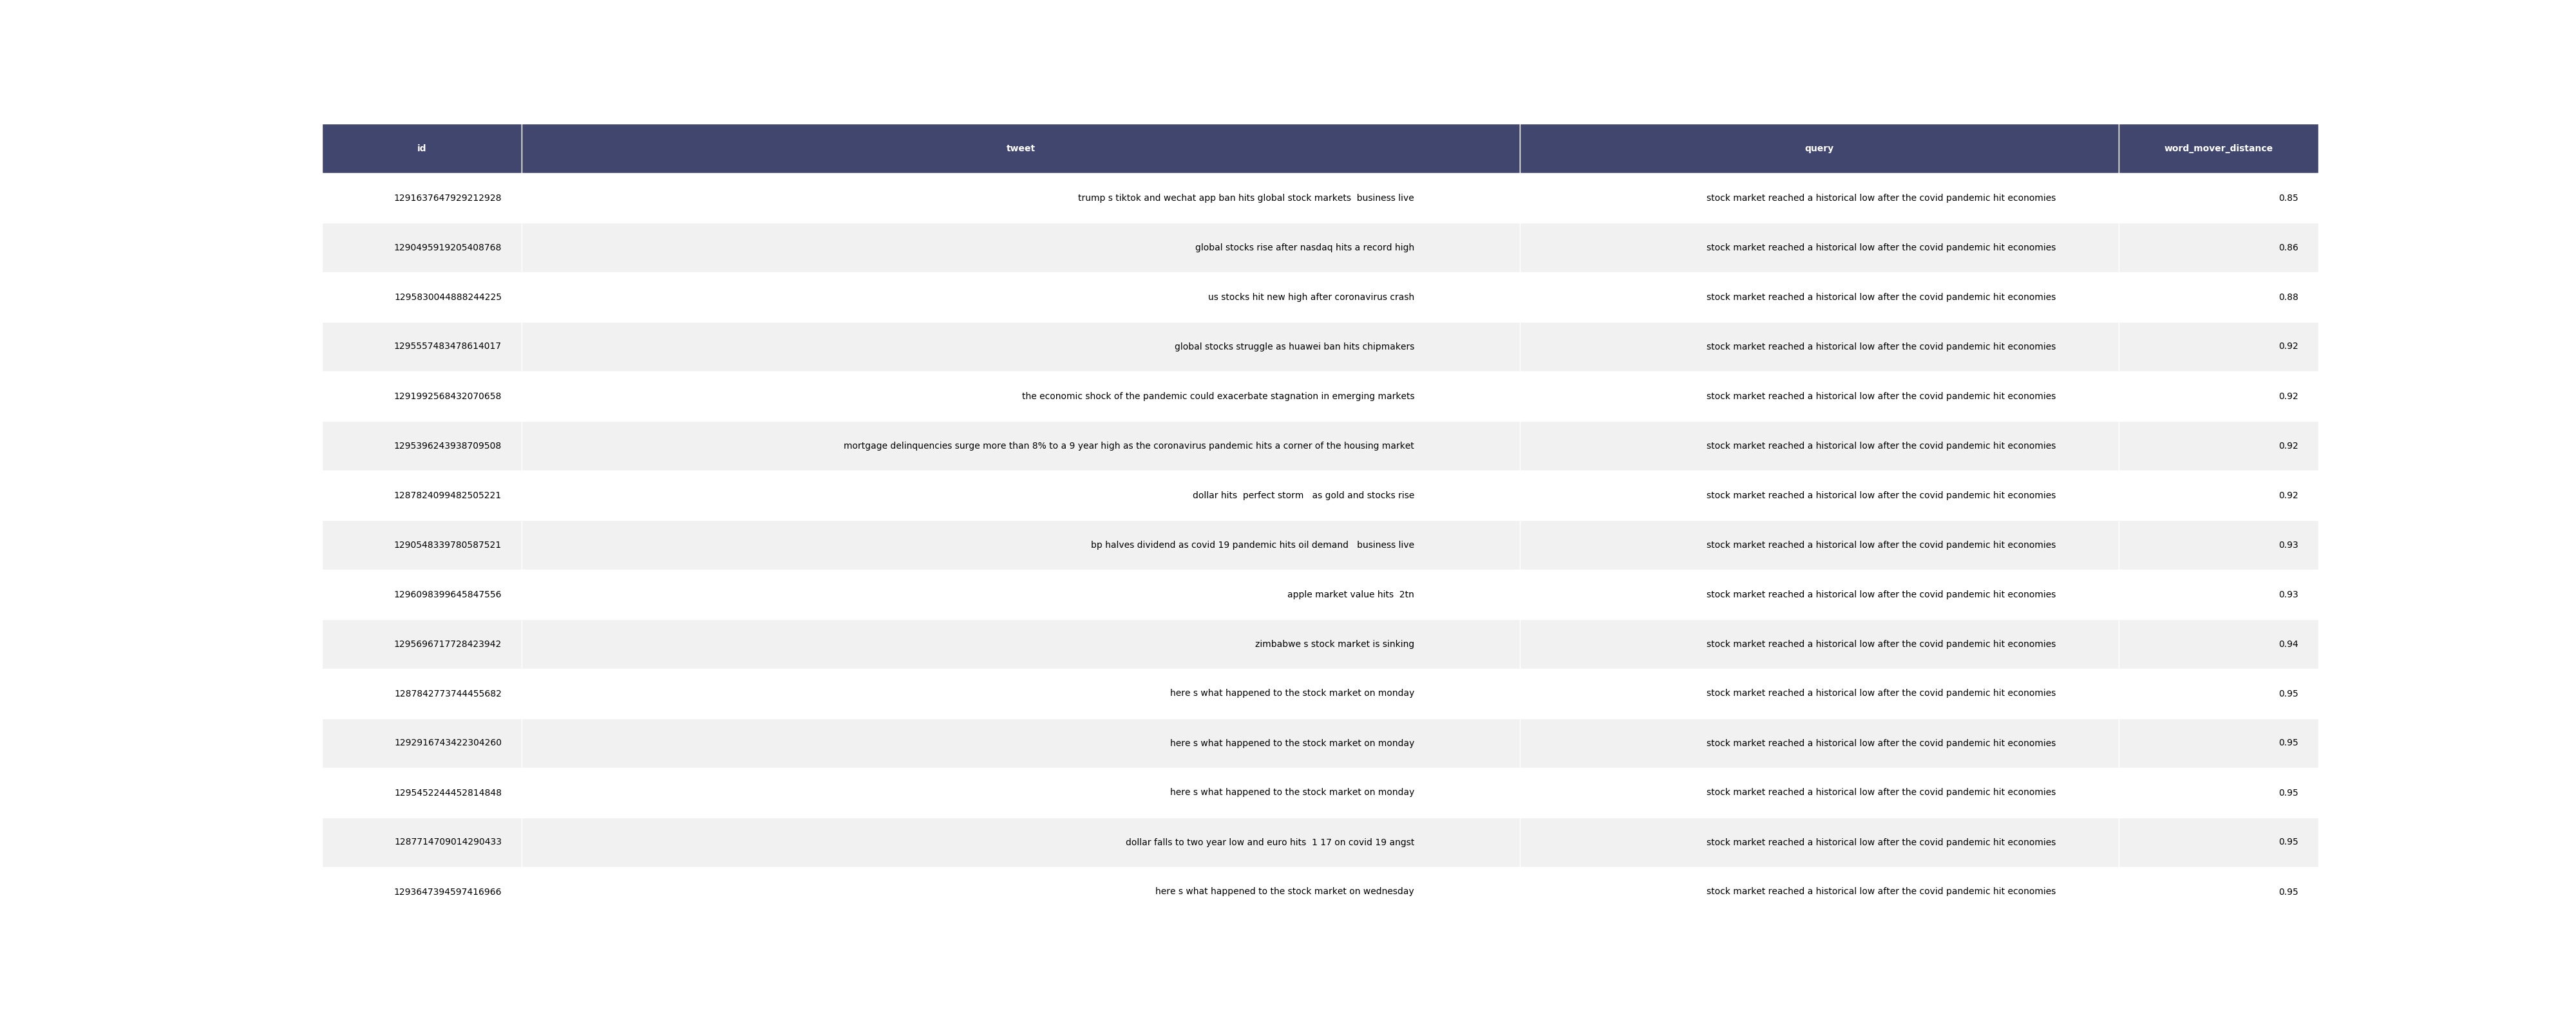 id tweet query word_mover_distance
1291637647929212928 trump s tiktok and wechat app ban hits global stock markets  business live stock market reached a historical low after the covid pandemic hit economies 0.85
1290495919205408768 global stocks rise after nasdaq hits a record high stock market reached a historical low after the covid pandemic hit economies 0.86
1295830044888244225 us stocks hit new high after coronavirus crash stock market reached a historical low after the covid pandemic hit economies 0.88
1295557483478614017 global stocks struggle as huawei ban hits chipmakers stock market reached a historical low after the covid pandemic hit economies 0.92
1291992568432070658 the economic shock of the pandemic could exacerbate stagnation in emerging markets stock market reached a historical low after the covid pandemic hit economies 0.92
1295396243938709508 mortgage delinquencies surge more than 8% to a 9 year high as the coronavirus pandemic hits a corner of the housing market stock market reached a historical low after the covid pandemic hit economies 0.92
1287824099482505221 dollar hits  perfect storm   as gold and stocks rise stock market reached a historical low after the covid pandemic hit economies 0.92
1290548339780587521 bp halves dividend as covid 19 pandemic hits oil demand   business live stock market reached a historical low after the covid pandemic hit economies 0.93
1296098399645847556 apple market value hits  2tn stock market reached a historical low after the covid pandemic hit economies 0.93
1295696717728423942 zimbabwe s stock market is sinking stock market reached a historical low after the covid pandemic hit economies 0.94
1287842773744455682 here s what happened to the stock market on monday stock market reached a historical low after the covid pandemic hit economies 0.95
1292916743422304260 here s what happened to the stock market on monday stock market reached a historical low after the covid pandemic hit economies 0.95
1295452244452814848 here s what happened to the stock market on monday stock market reached a historical low after the covid pandemic hit economies 0.95
1287714709014290433 dollar falls to two year low and euro hits  1 17 on covid 19 angst stock market reached a historical low after the covid pandemic hit economies 0.95
1293647394597416966 here s what happened to the stock market on wednesday stock market reached a historical low after the covid pandemic hit economies 0.95